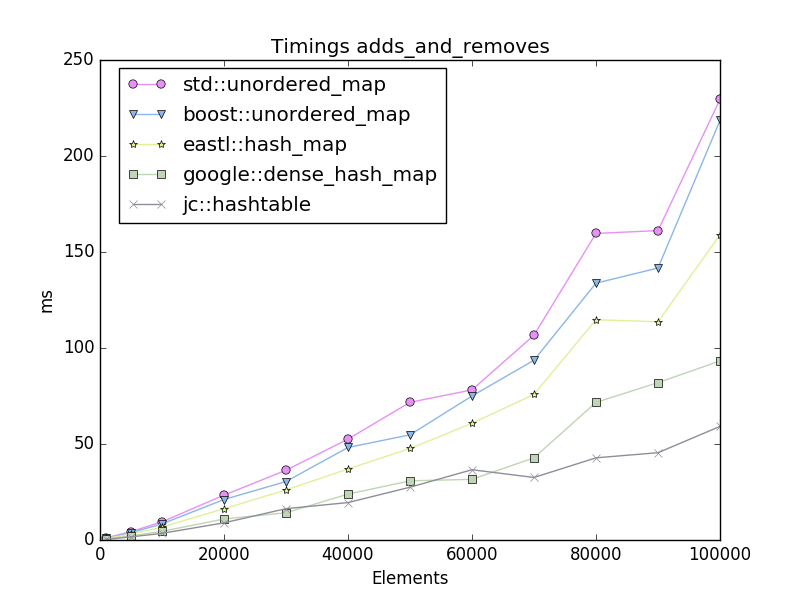 Timings adds_and_removes
250
200
150
100
50
0
ms
std::unordered_map
boost::unordered_map
eastl::hash_map
google::dense_hash_map
jc::hashtable
0 20000 40000 60000 80000 100000
Elements